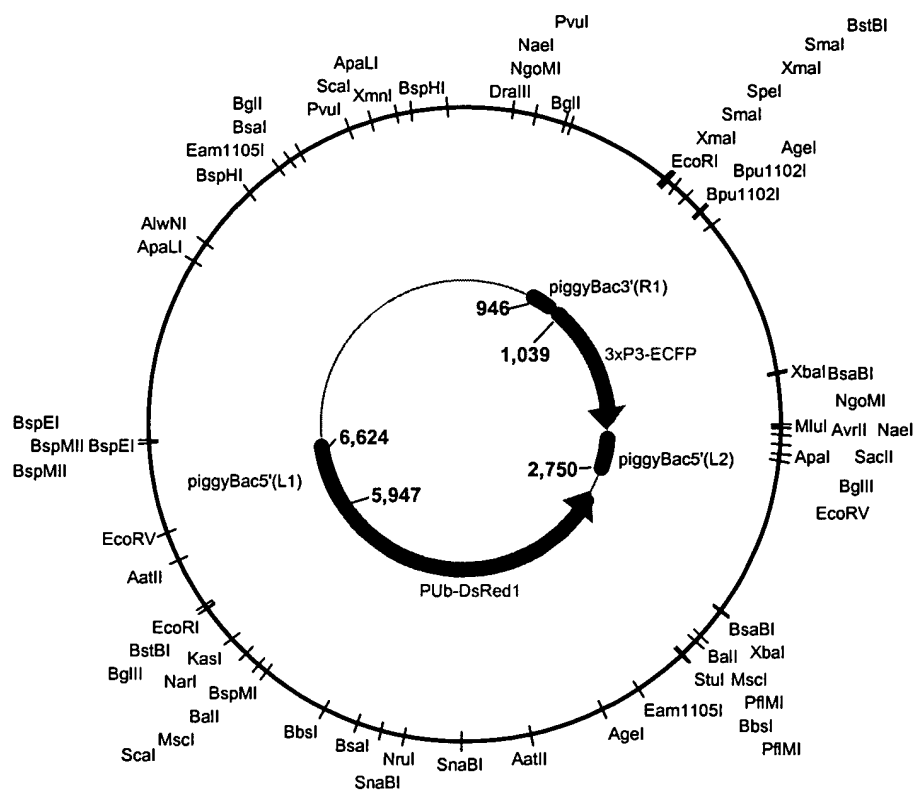 PvuI
BstBI
NaeI
SmaI
ApaLI
NgoMI
XmaI
ScaI
XmnI
BspHI
DraIII
BglI
SpeI
BglI
PvuI
SmaI
BsaI
XmaI
Eam1105I
EcoRI
AgeI
BspHI
Bpu1102I
Bpu1102I
AlwNI
ApaLI
piggyBac3'(R1)
946
1,039
3xP3-ECFP
XbaI BsaBI
NgoMI
BspEI
MluI AvrII NaeI
BspMII BspEI
6,624
ApaI SacII
BspMII
2,750
piggyBac5'(L2)
piggyBac5'(L1)
5,947
BglII
EcoRV
EcoRV
AatII
PUb-DsRed1
EcoRI
BsaBI
BstBI
KasI
BalI
XbaI
BglII
NarI
StuI MscI
BspMI
Eam1105I
PflMI
BalI
BbsI
BbsI
MscI
AgeI
PflMI
ScaI
BsaI
NruI
SnaBI
AatII
SnaBI